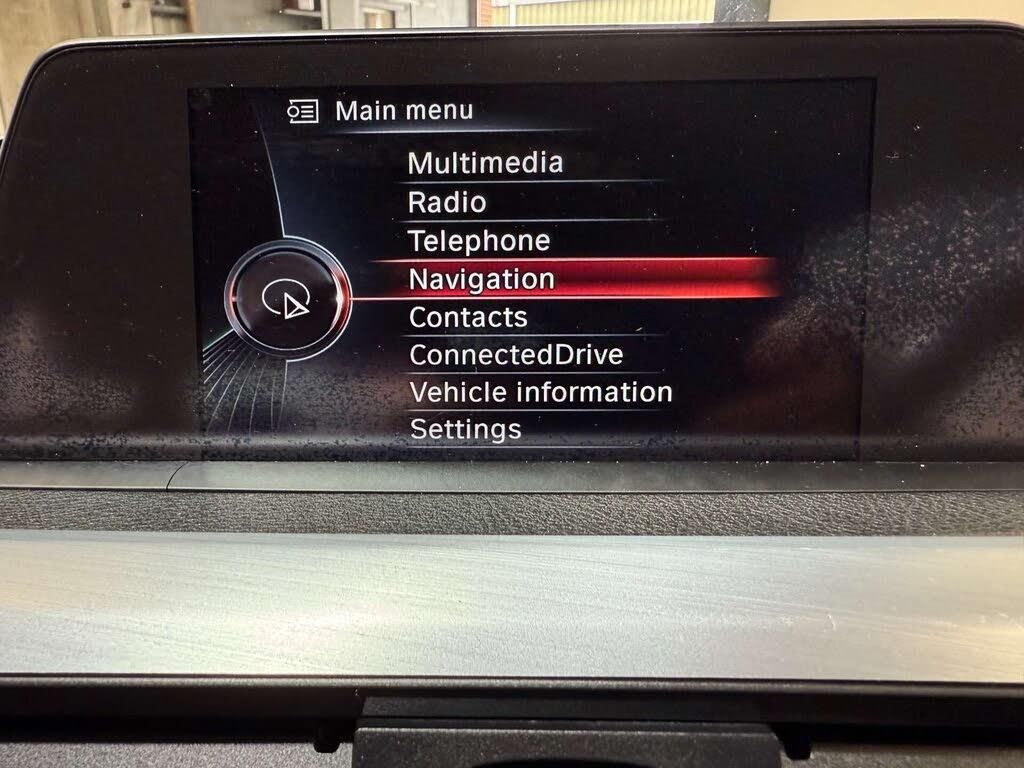 Main menu
Multimedia
Radio
Telephone
Navigation
Contacts
ConnectedDrive
Vehicle information
Settings